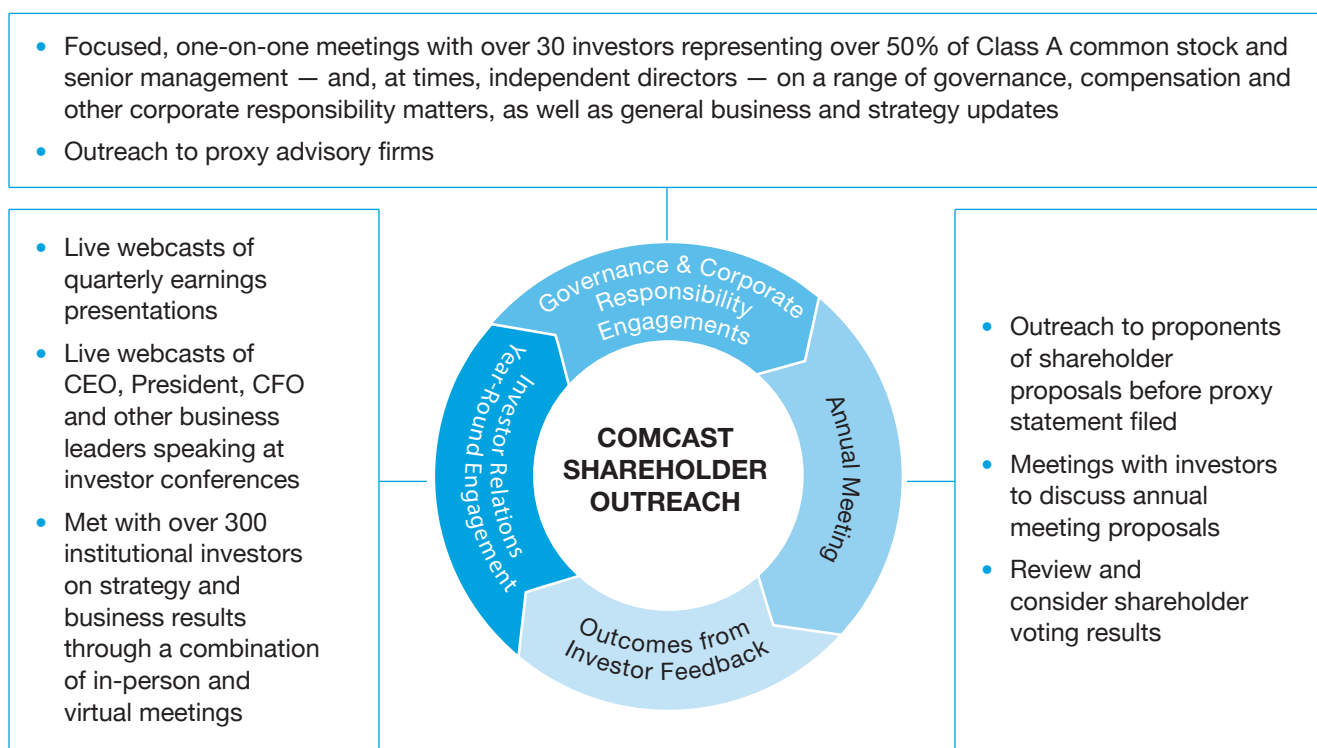 • Focused, one-on-one meetings with over 30 investors representing over 50% of Class A common stock and
senior management — and, at times, independent directors — on a range of governance, compensation and
other corporate responsibility matters, as well as general business and strategy updates
• Outreach to proxy advisory firms
• Live webcasts of
quarterly earnings
presentations
• Live webcasts of
CEO, President, CFO
and other business
leaders speaking at
investor conferences
• Met with over 300
institutional investors
on strategy and
business results
through a combination
of in-person and
virtual meetings
Governance & Corporate
Responsibility
Engagements
Investor Relations
Year-Round Engagement
COMCAST
SHAREHOLDER
OUTREACH
Annual Meeting
Outcomes from
Investor Feedback
• Outreach to proponents
of shareholder
proposals before proxy
statement filed
• Meetings with investors
to discuss annual
meeting proposals
• Review and
consider shareholder
voting results